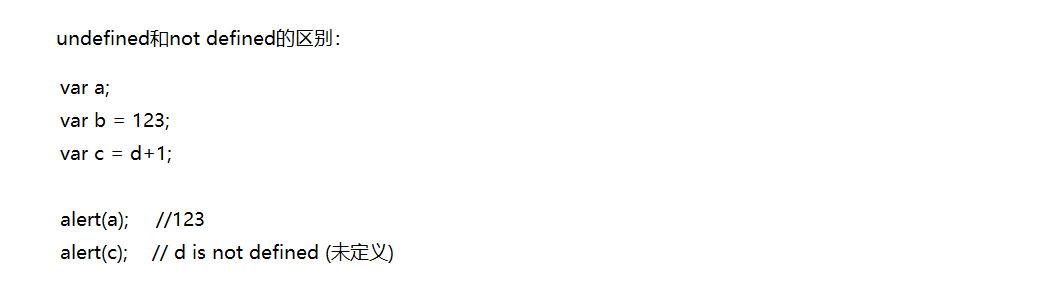 undefined和not defined的区别：
var a;
var b = 123;
var c = d+1;
alert(a); //123
alert(c); // d is not defined (未定义)